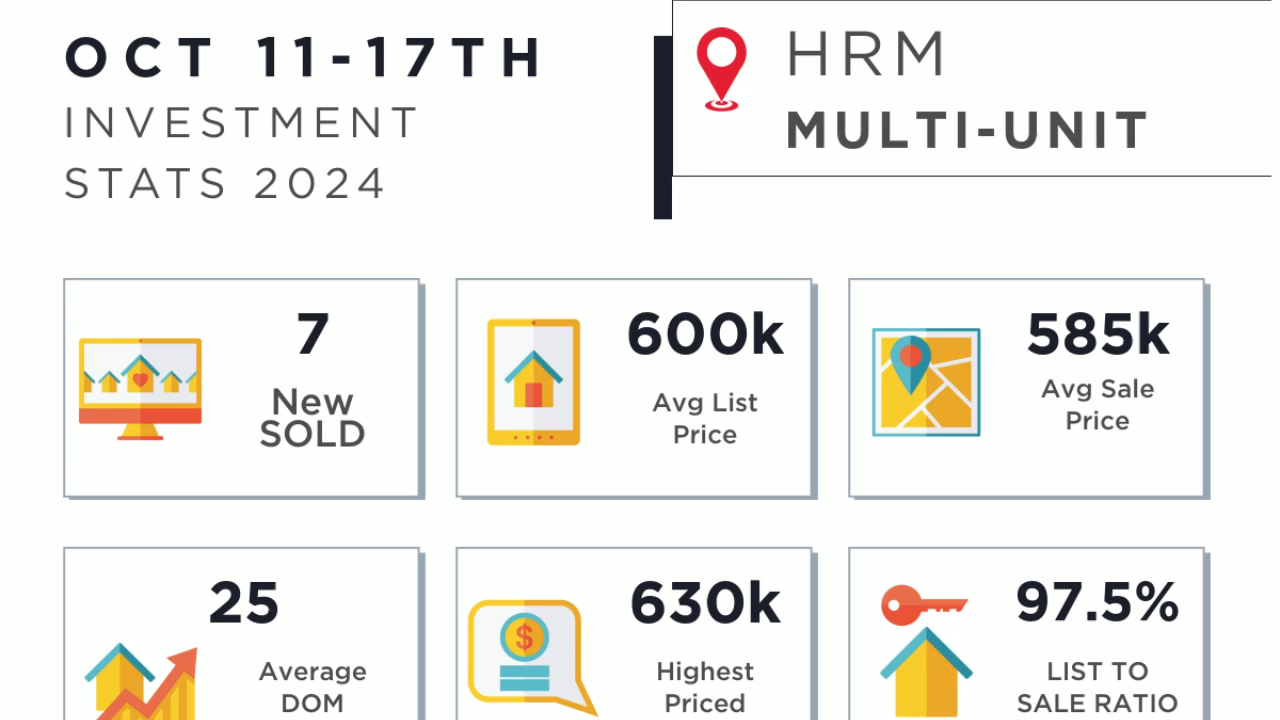 OCT 11-17TH
INVESTMENT
STATS 2024
HRM
MULTI-UNIT
7
New
SOLD
600k
Avg List
Price
585k
Avg Sale
Price
25
Average
DOM
630k
Highest
Priced
97.5%
LIST TO
SALE RATIO
$